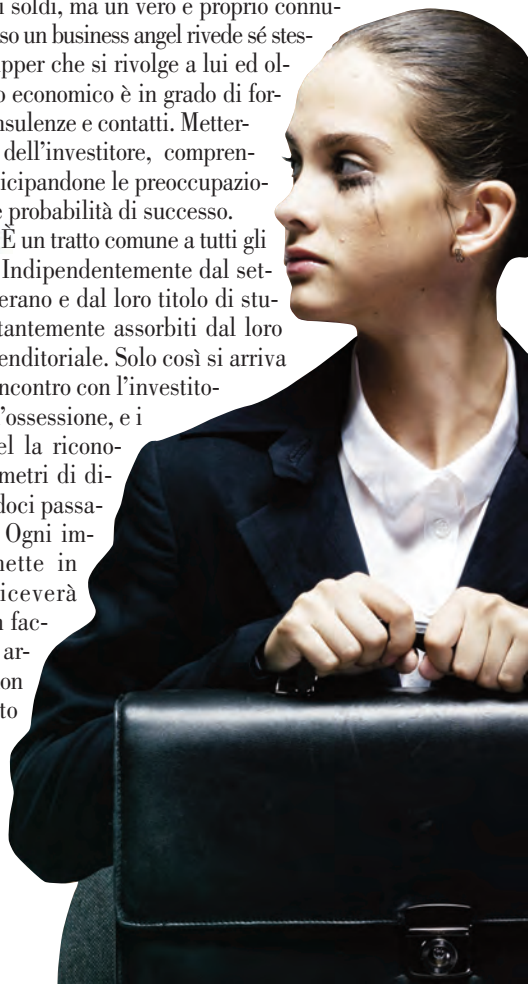 i soldi, ma un vero e proprio connu-
so un business angel rivede sé stes-
pper che si rivolge a lui ed ol-
o economico è in grado di for-
nsulenze e contatti. Metter-
dell'investitore, compren-
icipandone le preoccupazio-
e probabilità di successo.
È un tratto comune a tutti gli
Indipendentemente dal set-
erano e dal loro titolo di stu-
tantemente assorbiti dal loro
enditoriale. Solo così si arriva
ncontro con l'investito-
'ossessione, e i
el la ricono-
metri di di-
doci passa-
Ogni im-
mette in
iceverà
n fac-
ar-
on
to